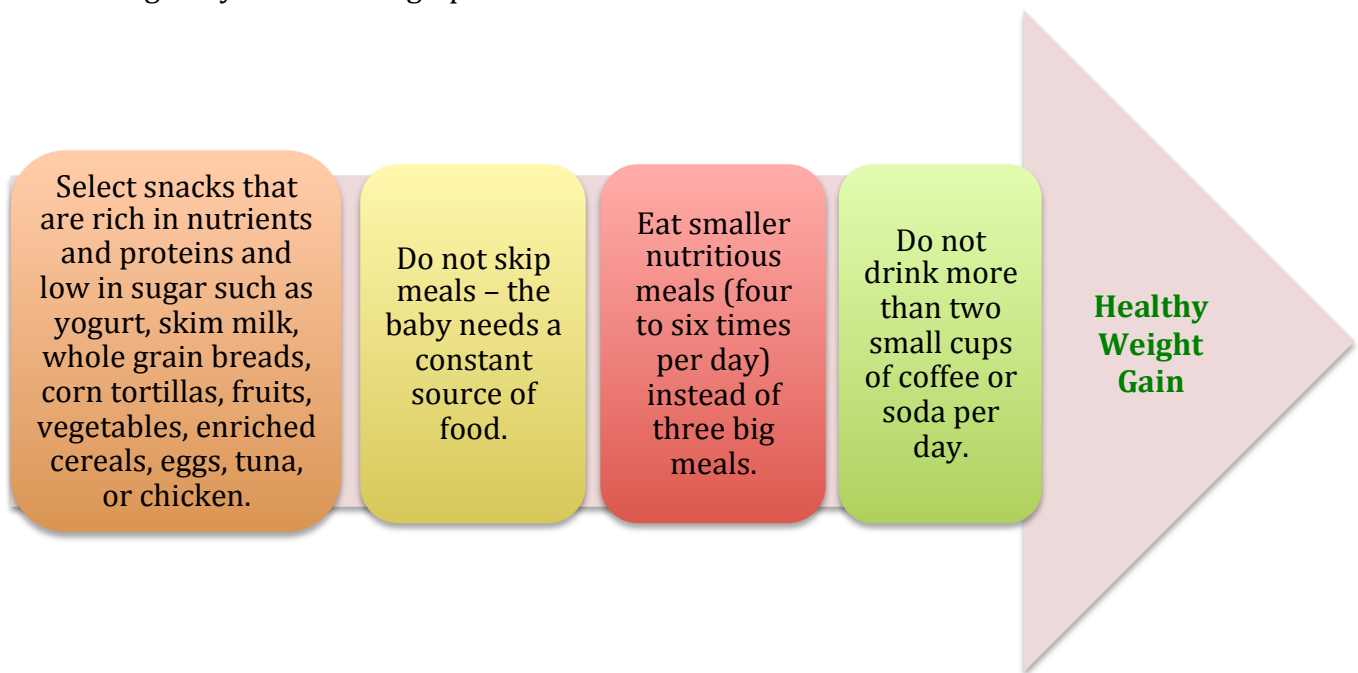 Select snacks that
are rich in nutrients
and proteins and
low in sugar such as
yogurt, skim milk,
whole grain breads,
corn tortillas, fruits,
vegetables, enriched
cereals, eggs, tuna,
or chicken.
Do not skip
meals – the
baby needs a
constant
source of
food.
Eat smaller
nutritious
meals (four
to six times
per day)
instead of
three big
meals.
Do not
drink more
than two
small cups
of coffee or
soda per
day.
Healthy
Weight
Gain